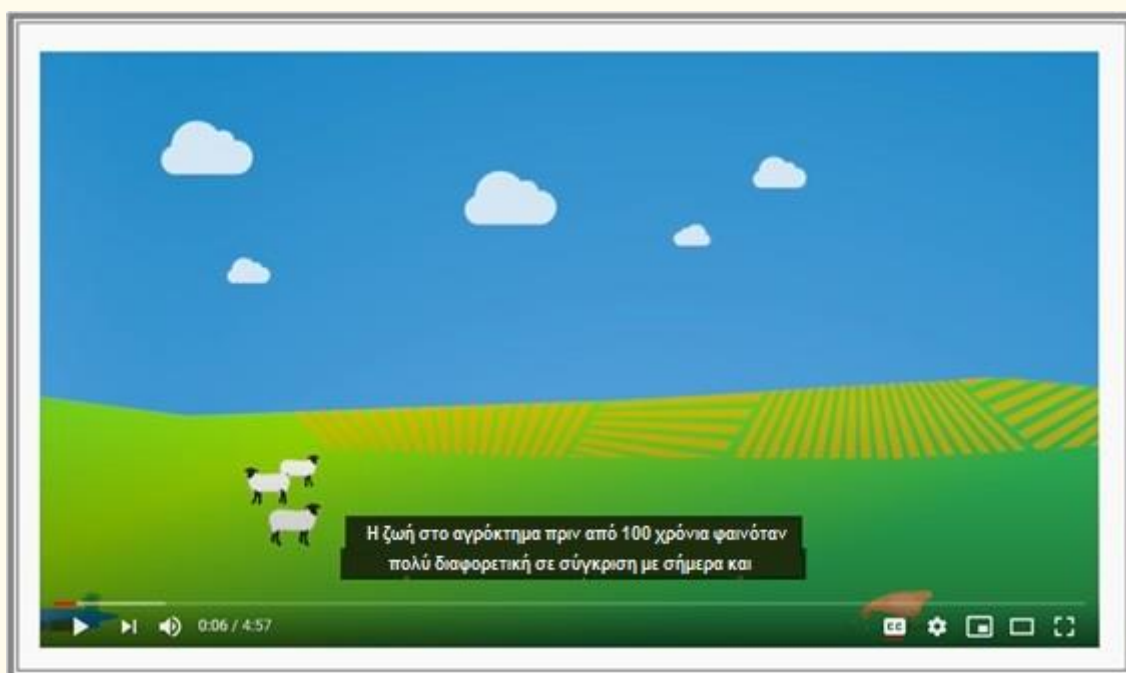 Η ζωή στο αγρόκτημα πριν από 100 χρόνια φαινόταν
πολύ διαφορετική σε σύγκριση με σήμερα και
0:06 / 4:57
CC